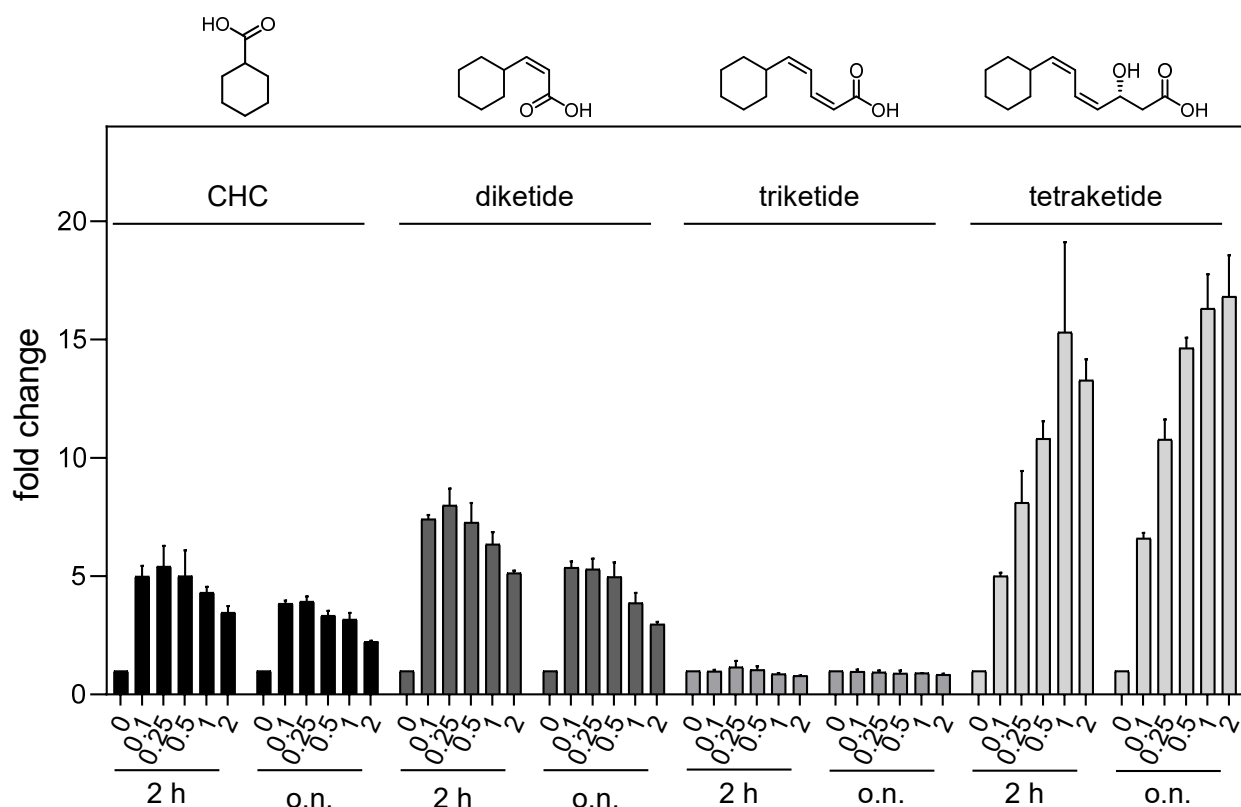 HO O
O OH
O OH
OH O OH
CHC diketide triketide tetraketide
20
15
10
5
0
fold change
0 0.1 0.25 0.5 1 2 0 0.1 0.25 0.5 1 2 0 0.1 0.25 0.5 1 2 0 0.1 0.25 0.5 1 2 0 0.1 0.25 0.5 1 2 0 0.1 0.25 0.5 1 2 0 0.1 0.25 0.5 1 2 0 0.1 0.25 0.5 1 2
2 h o.n. 2 h o.n. 2 h o.n. 2 h o.n.